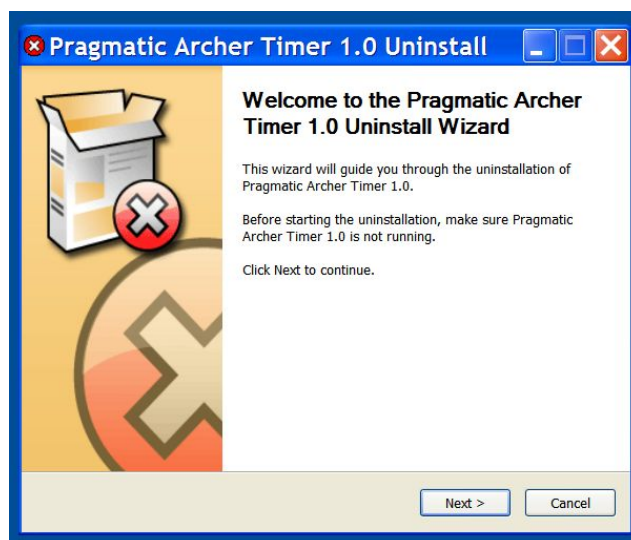 Pragmatic Archer Timer 1.0 Uninstall
Welcome to the Pragmatic Archer
Timer 1.0 Uninstall Wizard
This wizard will guide you through the uninstallation of
Pragmatic Archer Timer 1.0.
Before starting the uninstallation, make sure Pragmatic
Archer Timer 1.0 is not running.
Click Next to continue.
Next >
Cancel